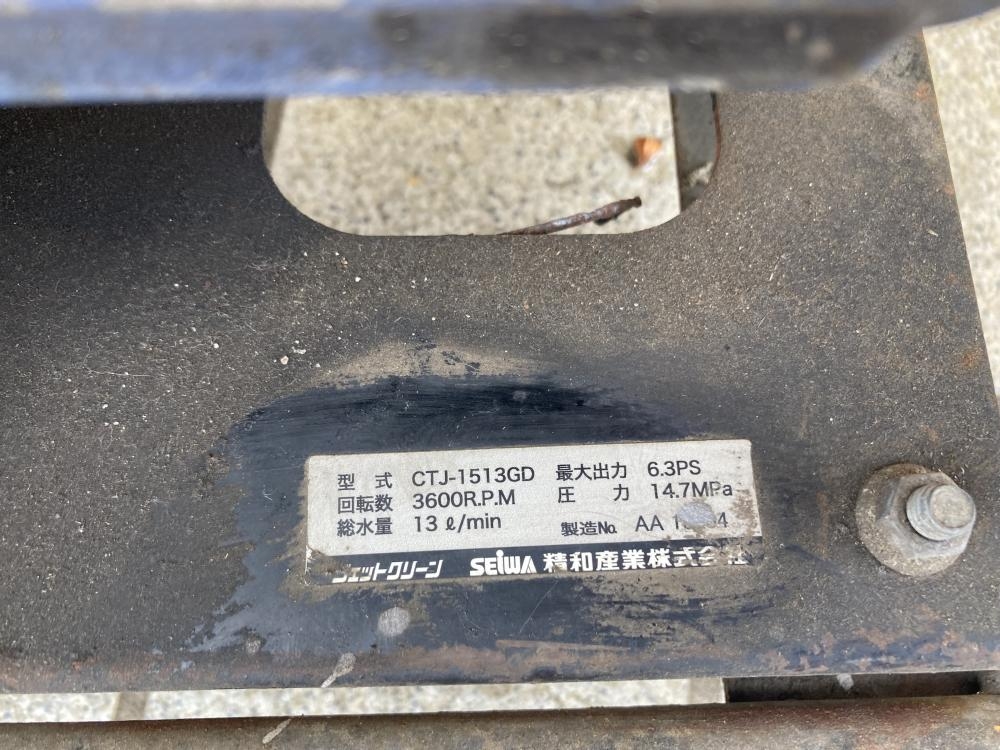 型式 CTJ-1513GD 最大出力 6.3PS
回転数 3600R.P.M 圧力 14.7MPa
総水量 13ℓ/min 製造No. AA
ジェットクリーン SEIWA 精和産業株式会社